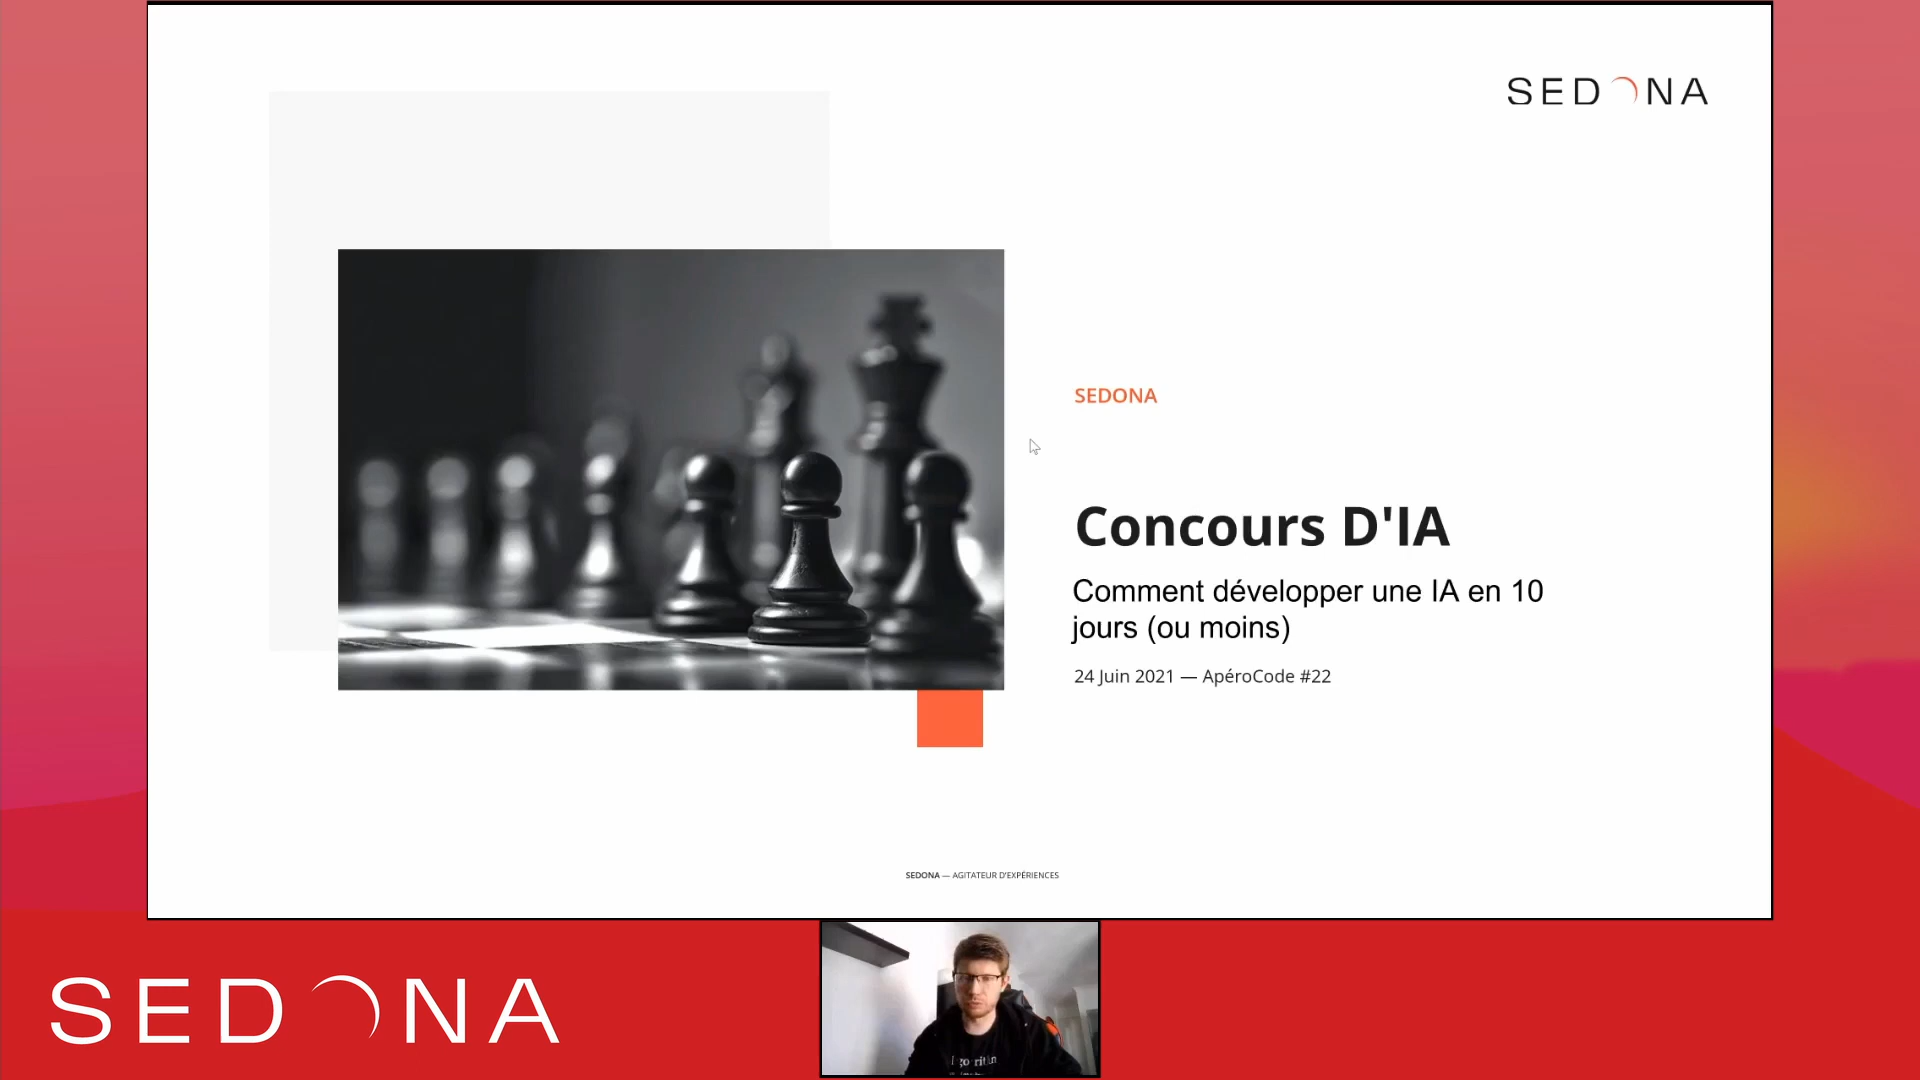 SEDONA
SEDONA
Concours D'IA
Comment développer une IA en 10
jours (ou moins)
24 Juin 2021 — ApéroCode #22
SEDONA — AGITATEUR D'EXPÉRIENCES
SEDONA